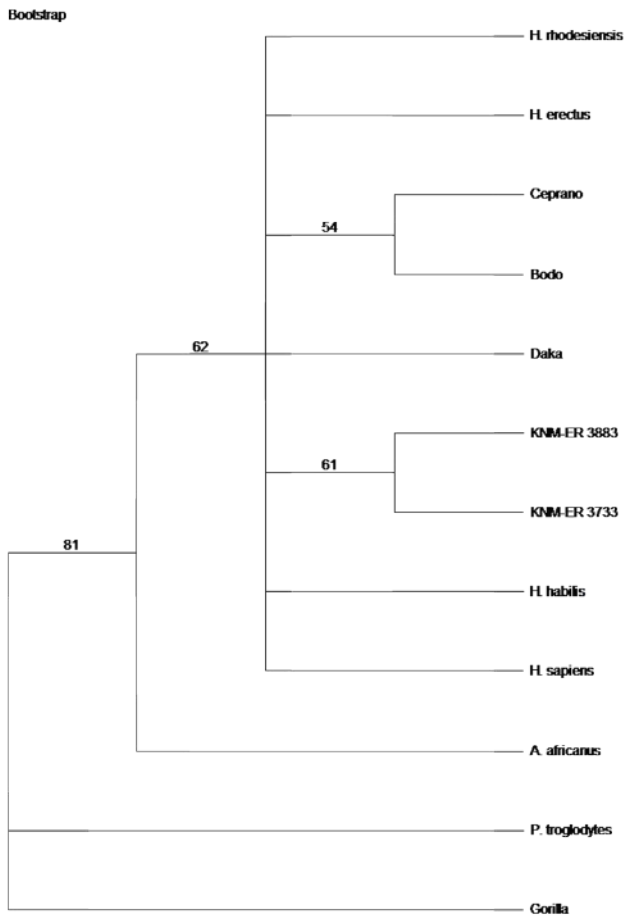 Bootstrap
H. rhodesiensis
H. erectus
Ceprano
54
Bodo
62
Daka
KNM-ER 3883
61
KNM-ER 3733
81
H. habilis
H. sapiens
A. africanus
P. troglodytes
Gorilla